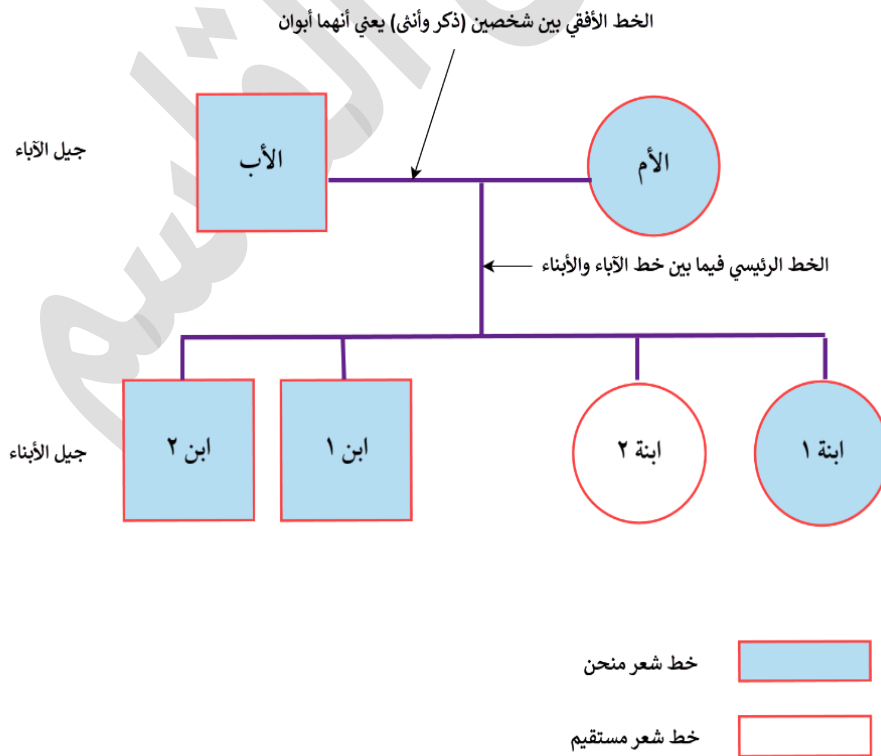 الخط الأفقي بين شخصين (ذكر وأنثى) يعني أنهما أبوان
جيل الآباء
الأم
الأب
الخط الرئيسي فيما بين خط الآباء والأبناء
ابنة ١
ابنة ٢
ابن ١
ابن ٢
جيل الأبناء
خط شعر منحن
خط شعر مستقيم